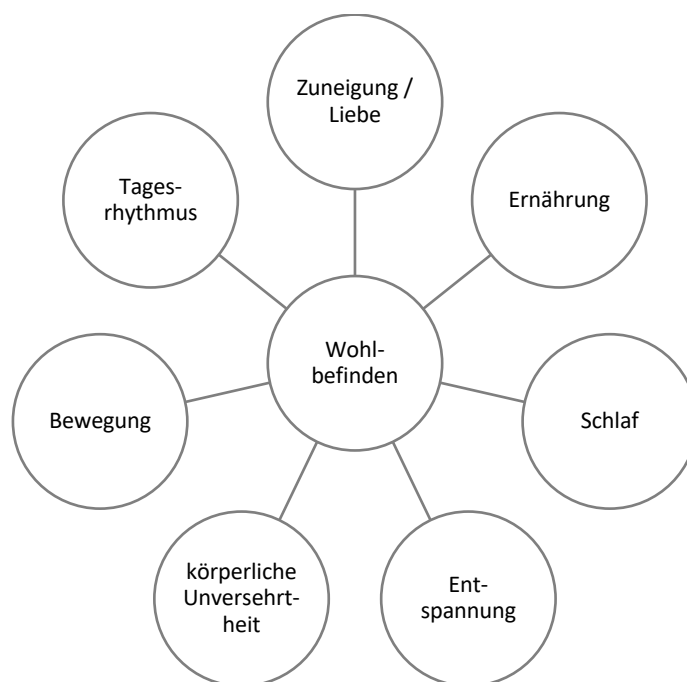 Zuneigung /
Liebe
Ernährung
Schlaf
Ent-
spannung
körperliche
Unversehrt-
heit
Bewegung
Tages-
rhythmus
Wohl-
befinden